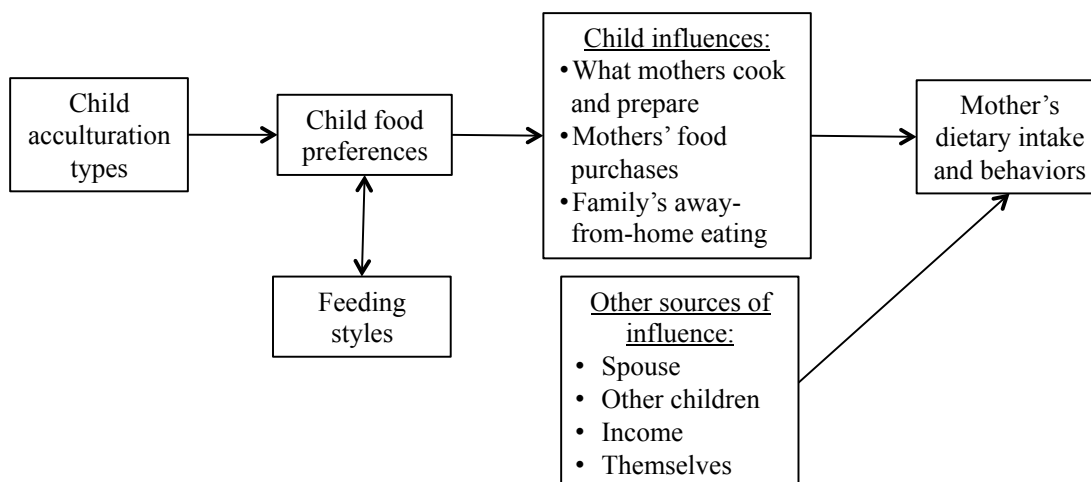 Child
acculturation
types
Child food
preferences
Feeding
styles
Child influences:
•What mothers cook
and prepare
•Mothers' food
purchases
•Family's away-
from-home eating
Other sources of
influence:
• Spouse
• Other children
• Income
• Themselves
Mother's
dietary intake
and behaviors